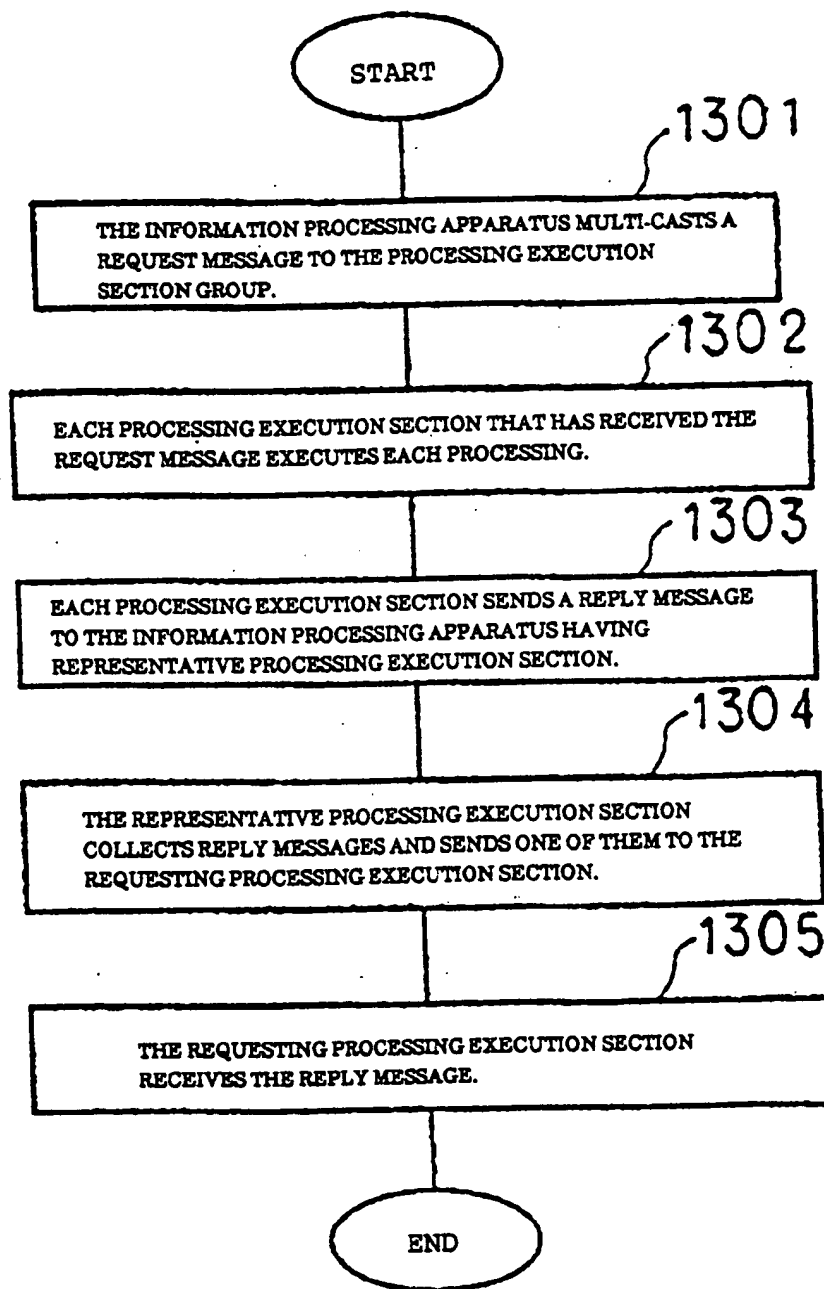 START
1301
THE INFORMATION PROCESSING APPARATUS MULTI-CASTS A
REQUEST MESSAGE TO THE PROCESSING EXECUTION
SECTION GROUP.
1302
EACH PROCESSING EXECUTION SECTION THAT HAS RECEIVED THE
REQUEST MESSAGE EXECUTES EACH PROCESSING.
1303
EACH PROCESSING EXECUTION SECTION SENDS A REPLY MESSAGE
TO THE INFORMATION PROCESSING APPARATUS HAVING
REPRESENTATIVE PROCESSING EXECUTION SECTION.
1304
THE REPRESENTATIVE PROCESSING EXECUTION SECTION
COLLECTS REPLY MESSAGES AND SENDS ONE OF THEM TO THE
REQUESTING PROCESSING EXECUTION SECTION.
1305
THE REQUESTING PROCESSING EXECUTION SECTION
RECEIVES THE REPLY MESSAGE.
END